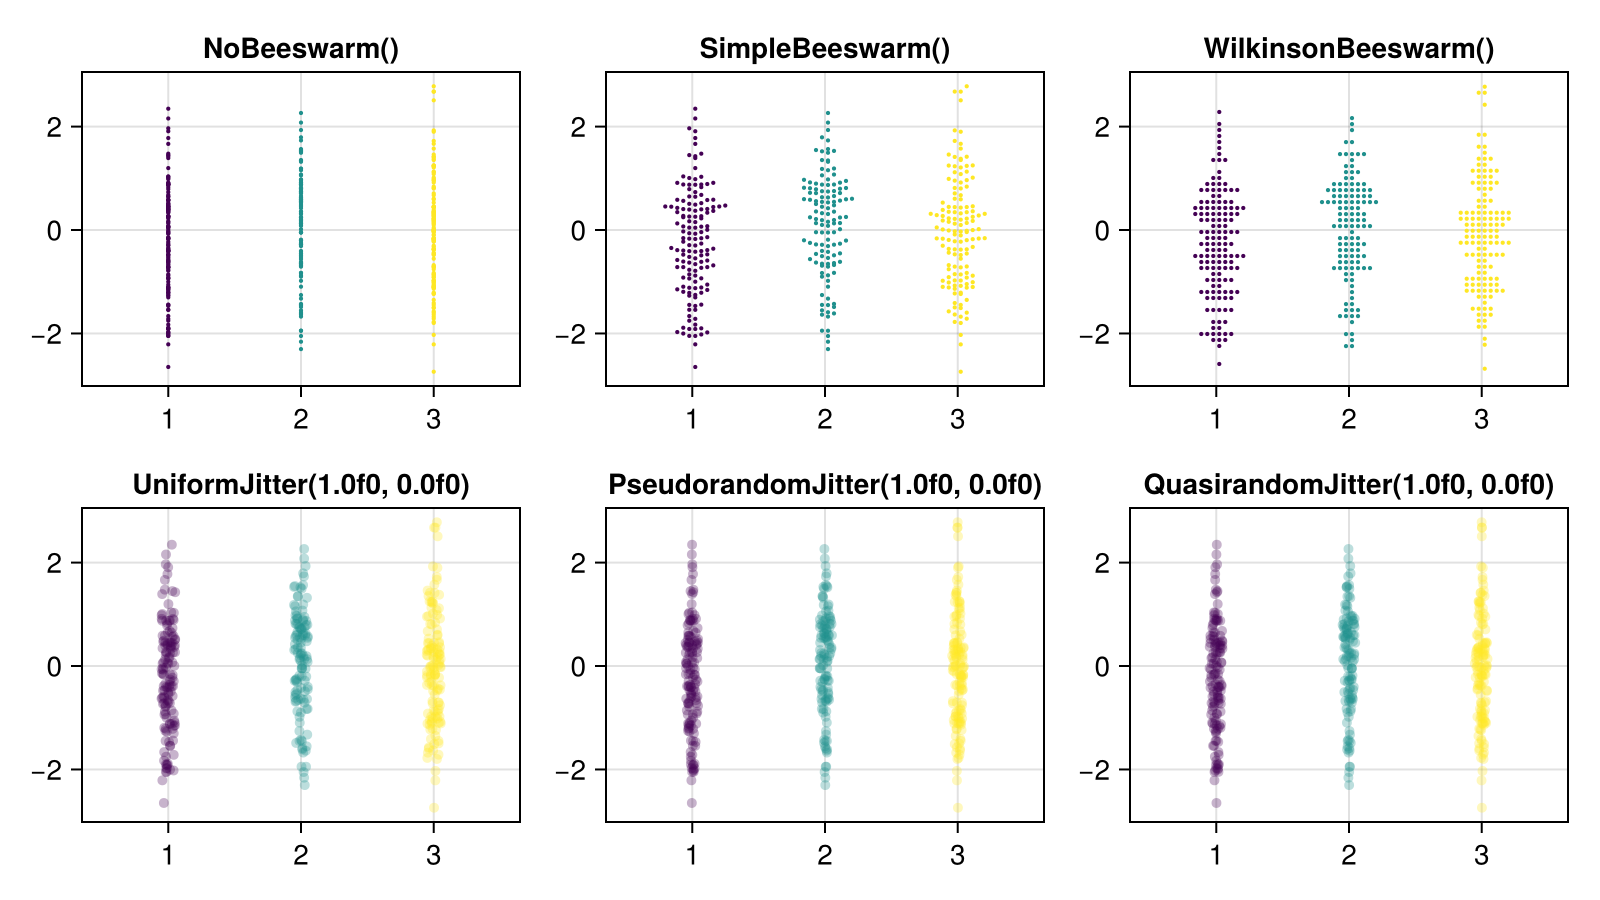 NoBeeswarm()
2
0
−2
1 2 3
SimpleBeeswarm()
2
0
−2
1 2 3
WilkinsonBeeswarm()
2
0
−2
1 2 3
UniformJitter(1.0f0, 0.0f0)
2
0
−2
1 2 3
PseudorandomJitter(1.0f0, 0.0f0)
2
0
−2
1 2 3
QuasirandomJitter(1.0f0, 0.0f0)
2
0
−2
1 2 3